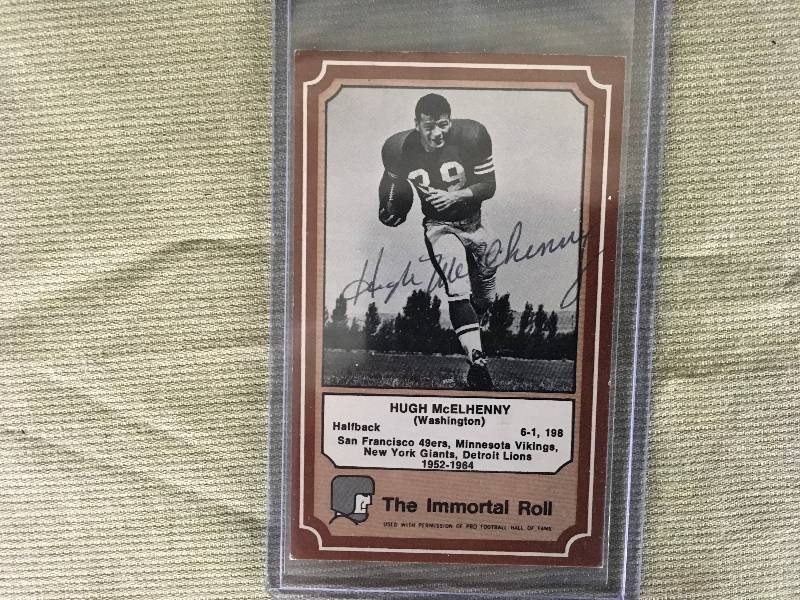 39
Hugh McElhenny
HUGH McELHENNY
(Washington)
Halfback 6-1, 198
San Francisco 49ers, Minnesota Vikings,
New York Giants, Detroit Lions
1952-1964
The Immortal Roll
USED WITH PERMISSION OF PRO FOOTBALL HALL OF FAME